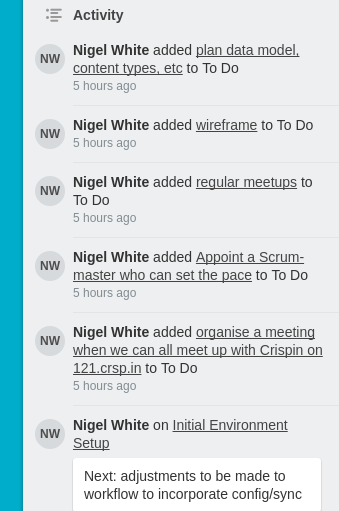 Activity
NW
Nigel White added plan data model,
content types, etc to To Do
5 hours ago
NW
Nigel White added wireframe to To Do
5 hours ago
NW
Nigel White added regular meetups to
To Do
5 hours ago
NW
Nigel White added Appoint a Scrum-
master who can set the pace to To Do
5 hours ago
NW
Nigel White added organise a meeting
when we can all meet up with Crispin on
121.crsp.in to To Do
5 hours ago
NW
Nigel White on Initial Environment
Setup
Next: adjustments to be made to
workflow to incorporate config/sync